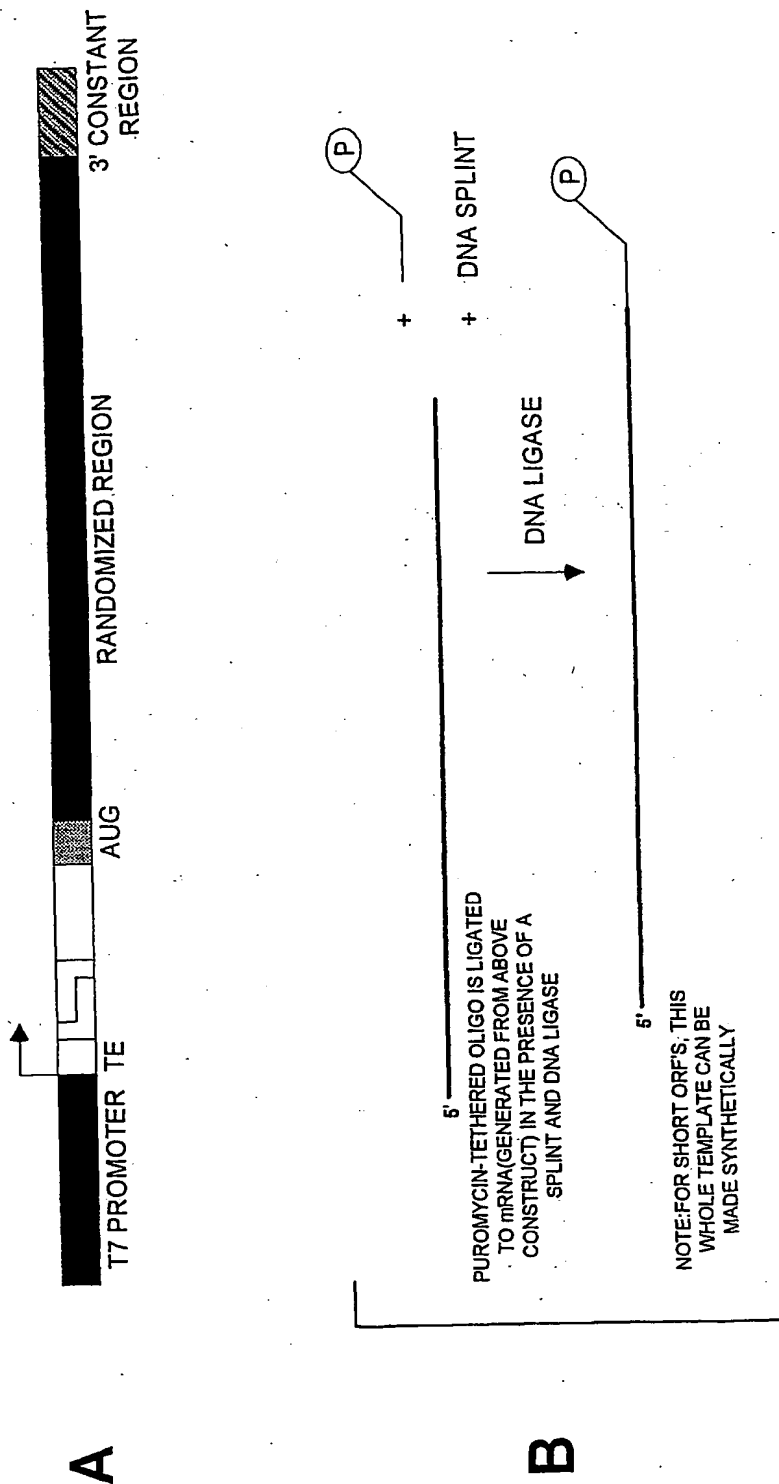 A
T7 PROMOTER TE AUG RANDOMIZED REGION 3' CONSTANT
REGION
B
5'
PUROMYCIN-TETHERED OLIGO IS LIGATED
TO mRNA(GENERATED FROM ABOVE
CONSTRUCT) IN THE PRESENCE OF A
SPLINT AND DNA LIGASE
+
P
+ DNA SPLINT
DNA LIGASE
5'
P
NOTE:FOR SHORT ORF'S, THIS
WHOLE TEMPLATE CAN BE
MADE SYNTHETICALLY